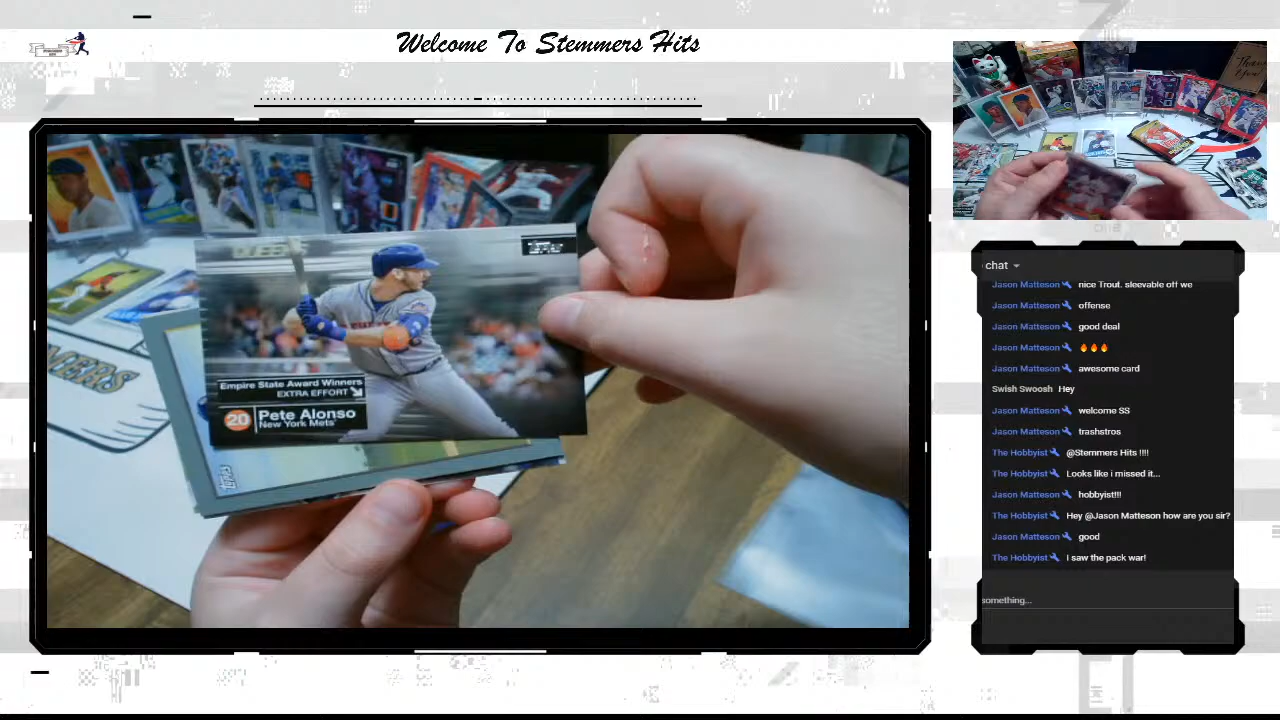 Welcome To Stemmers Hits
Topps
Empire State Award Winners
EXTRA EFFORT
20
Pete Alonso
New York Mets
MERS
Thank
You
chat
Jason Matteson nice Trout. sleevable off we
Jason Matteson offense
Jason Matteson good deal
Jason Matteson 🔥🔥🔥
Jason Matteson awesome card
Swish Swoosh Hey
Jason Matteson welcome SS
Jason Matteson trashstros
The Hobbyist @Stemmers Hits !!!!
The Hobbyist Looks like i missed it...
Jason Matteson hobbyist!!!
The Hobbyist Hey @Jason Matteson how are you sir?
Jason Matteson good
The Hobbyist I saw the pack war!
something...